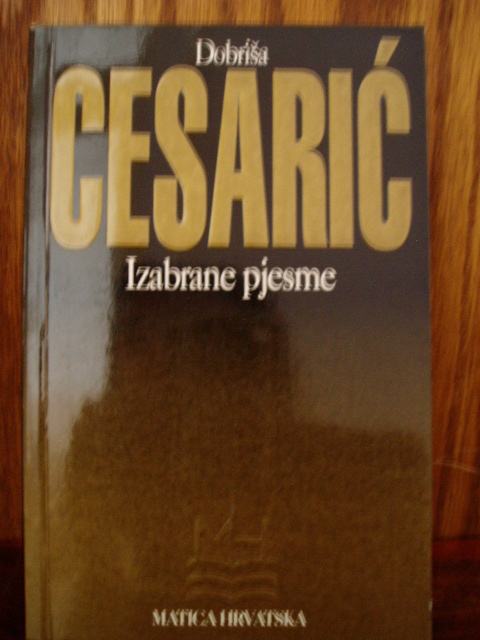 Dobriša
CESARIĆ
Izabrane pjesme
MATICA HRVATSKA